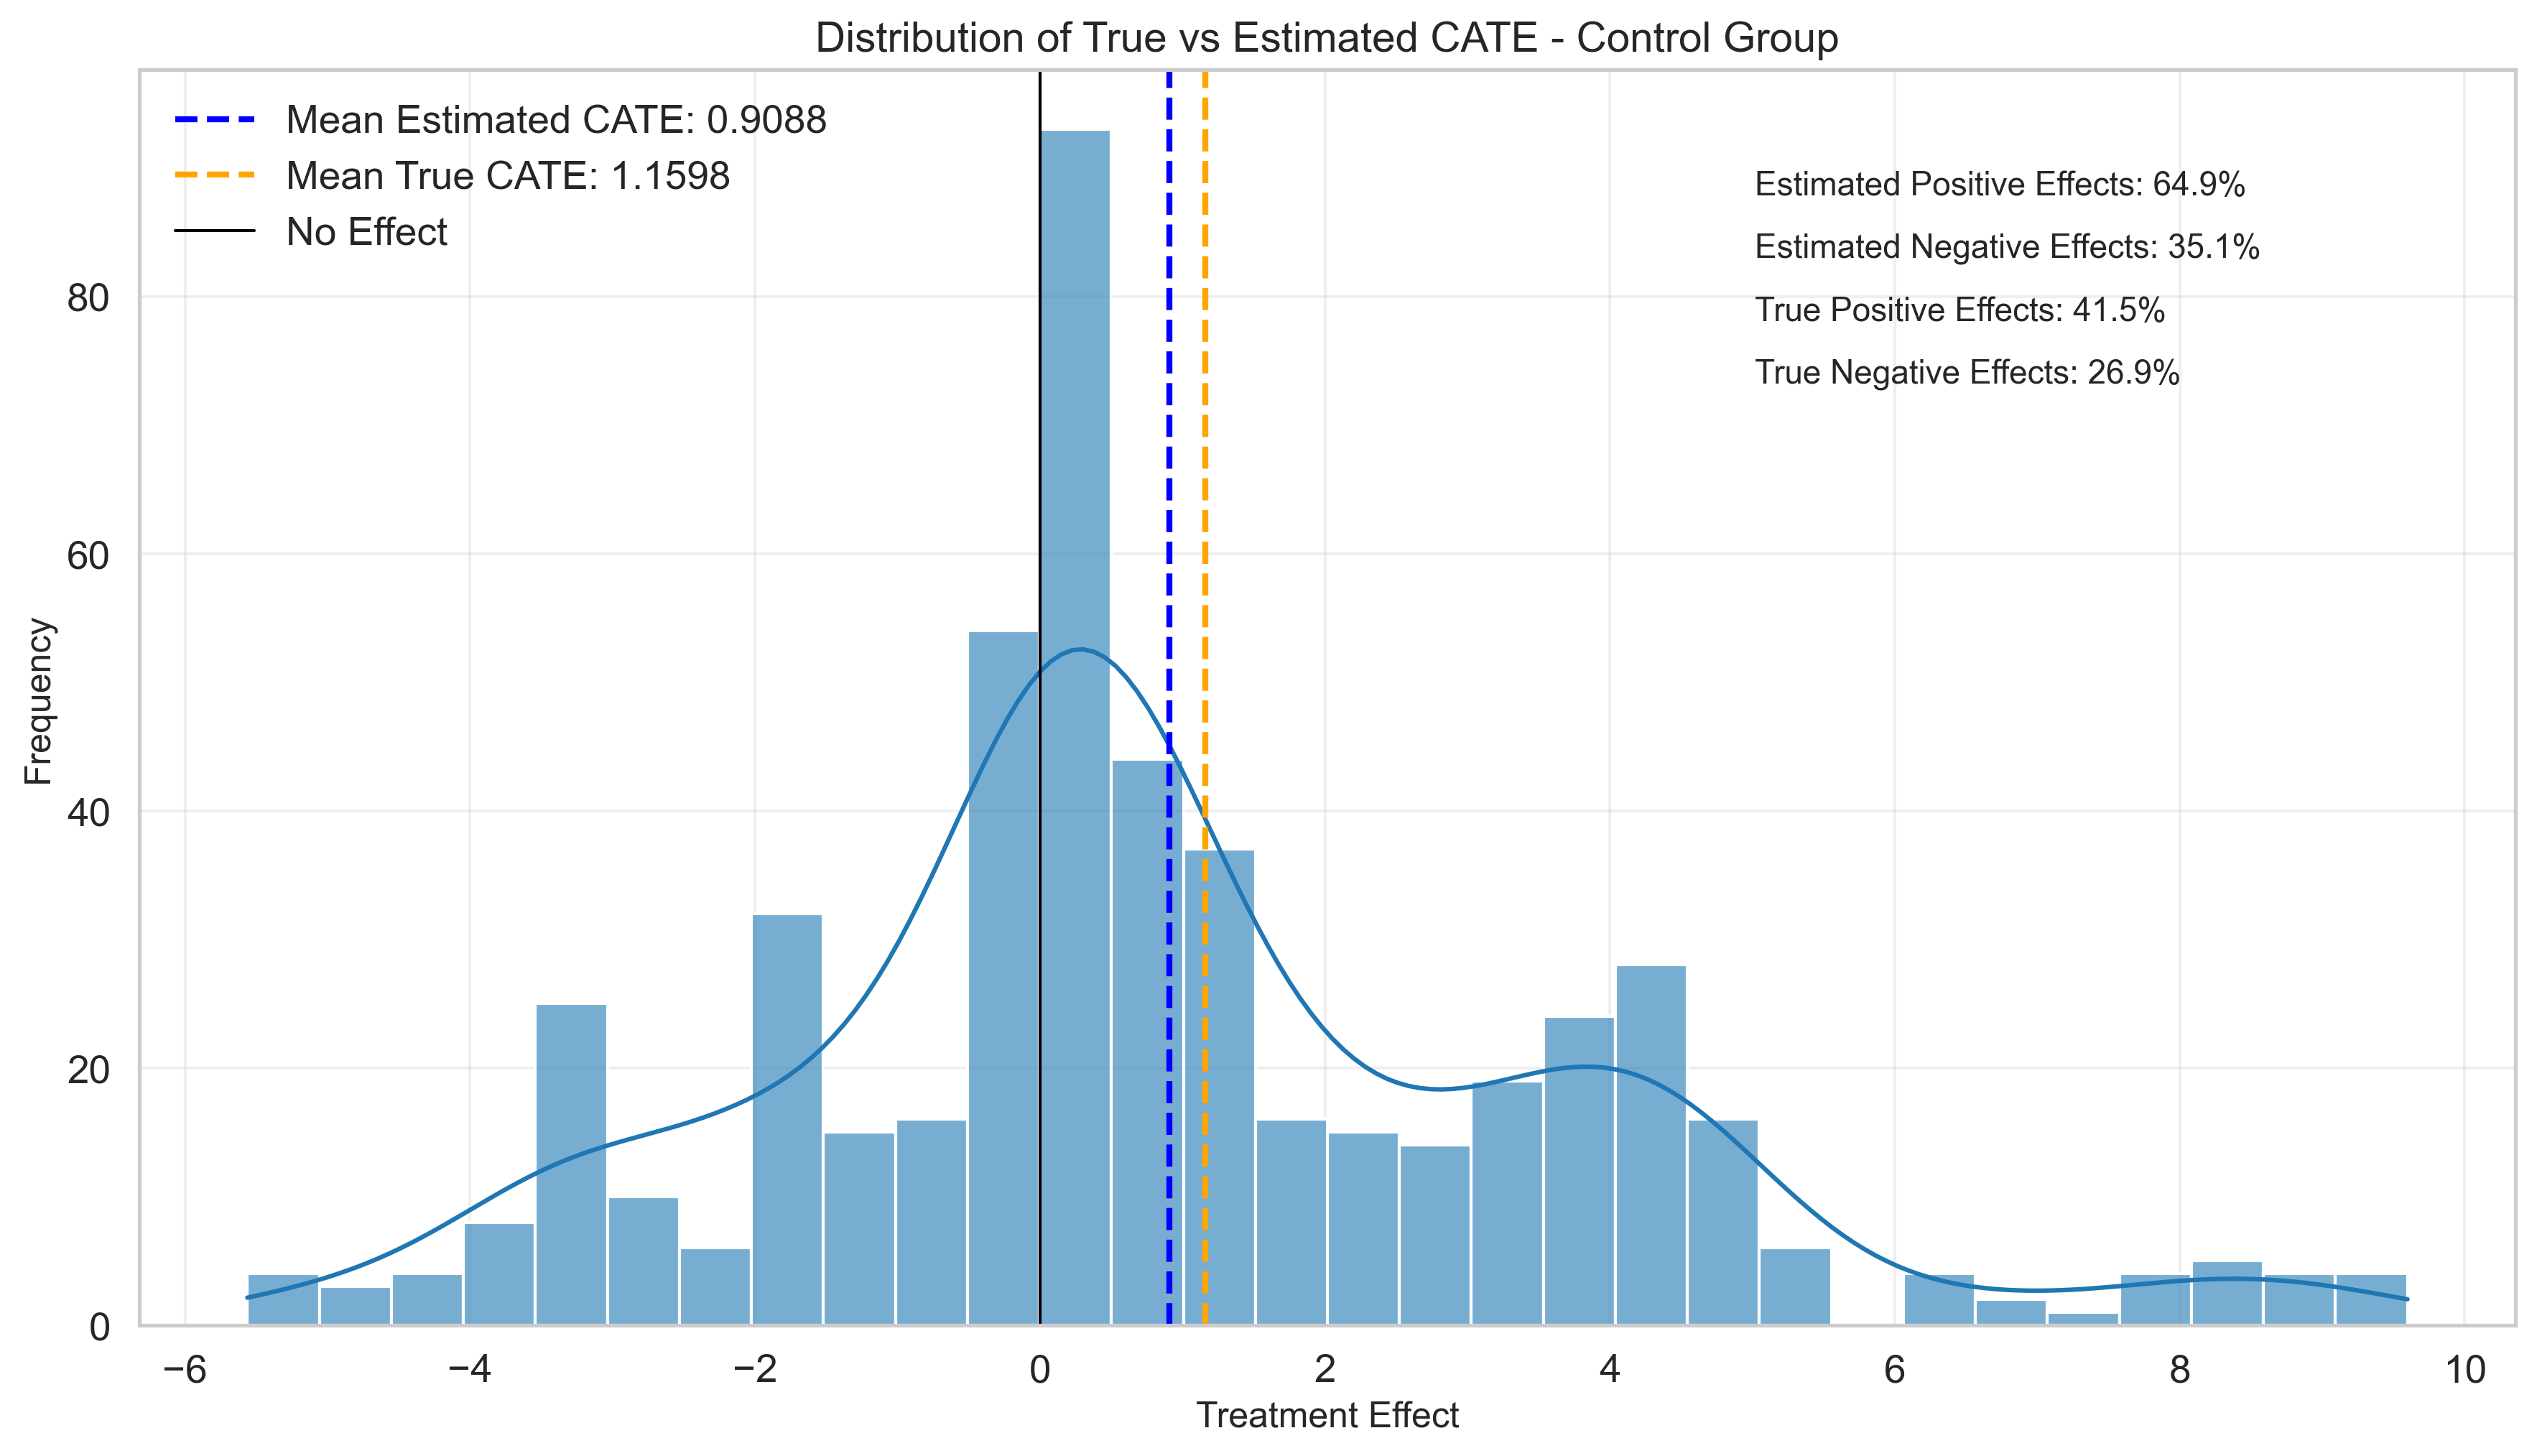 Distribution of True vs Estimated CATE - Control Group
Mean Estimated CATE: 0.9088
Mean True CATE: 1.1598
No Effect
Estimated Positive Effects: 64.9%
Estimated Negative Effects: 35.1%
True Positive Effects: 41.5%
True Negative Effects: 26.9%
Frequency
80
60
40
20
0
−6 −4 −2 0 2 4 6 8 10
Treatment Effect